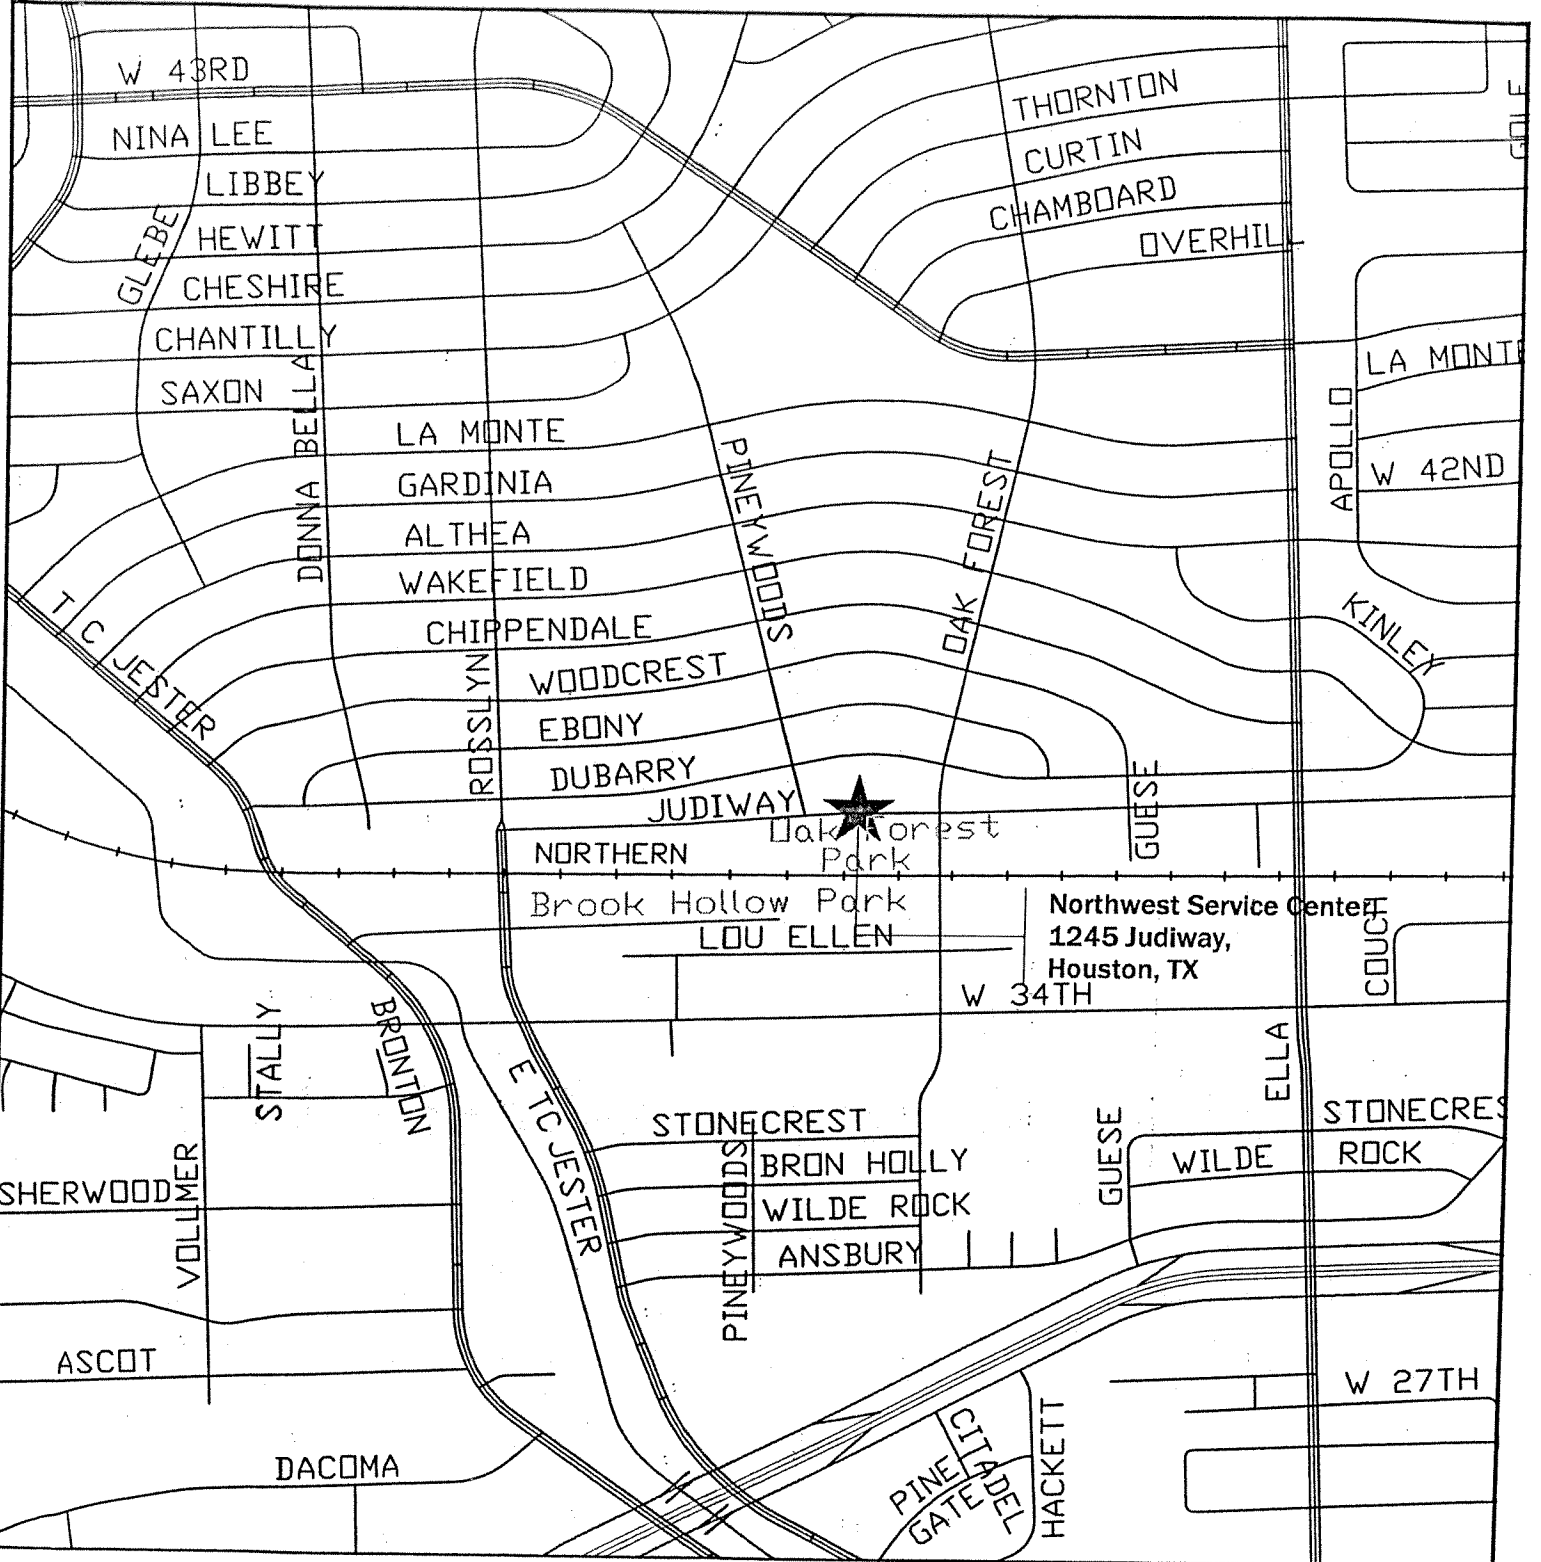 W 43RD
THORNTON
NINA LEE
CURTIN
LIBBEY
CHAMBOARD
HEWITT
OVERHILL
GLEBE
CHESHIRE
CHANTILLY
LA MONTE
SAXON
DONNA BELLA
APOLLO
LA MONTE
PINEYWOODS
OAK FOREST
W 42ND
GARDINIA
ALTHEA
WAKEFIELD
T C JESTER
KINLEY
CHIPPENDALE
ROSSLYN
WOODCREST
EBONY
DUBARRY
GUESE
JUDIWAY
Oak Forest
Park
NORTHERN
Brook Hollow Park
Northwest Service Center
1245 Judiway,
Houston, TX
COUCH
LOU ELLEN
W 34TH
STALLY
BRONTON
E TC JESTER
ELLA
STONECREST
STONECRES
GUESE
PINEYWOODS
BRON HOLLY
WILDE ROCK
SHERWOOD
VOLLMER
WILDE ROCK
ANSBURY
ASCOT
W 27TH
CITADEL
HACKETT
DACOMA
PINE
GATE